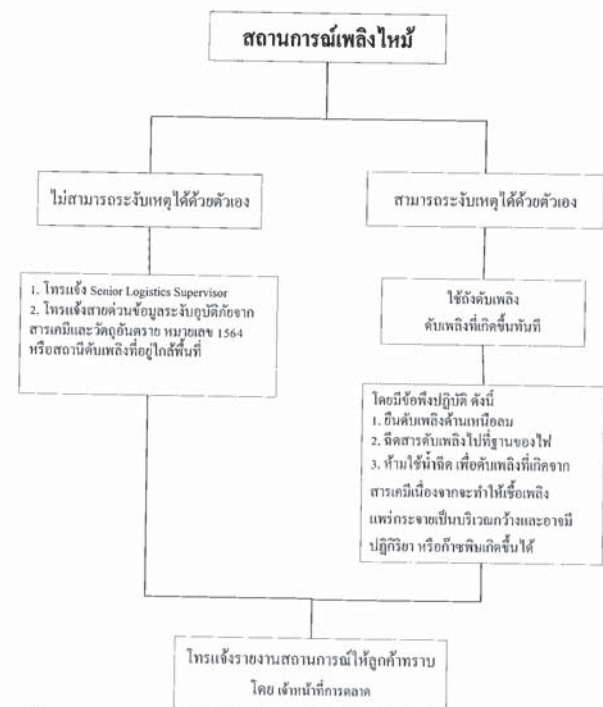 สถานการณ์เพลิงไหม้
ไม่สามารถระงับเหตุได้ด้วยตัวเอง
สามารถระงับเหตุได้ด้วยตัวเอง
1. โทรแจ้ง Senior Logistics Supervisor
2. โทรแจ้งสายด่วนข้อมูลระงับอุบัติภัยจาก
สารเคมีและวัตถุอันตราย หมายเลข 1564
หรือสถานีดับเพลิงที่อยู่ใกล้พื้นที่
ใช้ถังดับเพลิง
ดับเพลิงที่เกิดขึ้นทันที
โดยมีข้อพึงปฏิบัติ ดังนี้
1. ยืนดับเพลิงด้านเหนือลม
2. ฉีดสารดับเพลิงไปที่ฐานของไฟ
3. ห้ามใช้น้ำฉีด เพื่อดับเพลิงที่เกิดจาก
สารเคมีเนื่องจากจะทำให้เชื้อเพลิง
แพร่กระจายเป็นบริเวณกว้างและอาจมี
ปฏิกิริยา หรือก๊าซพิษเกิดขึ้นได้
โทรแจ้งรายงานสถานการณ์ให้ลูกค้าทราบ
โดย เจ้าหน้าที่การตลาด